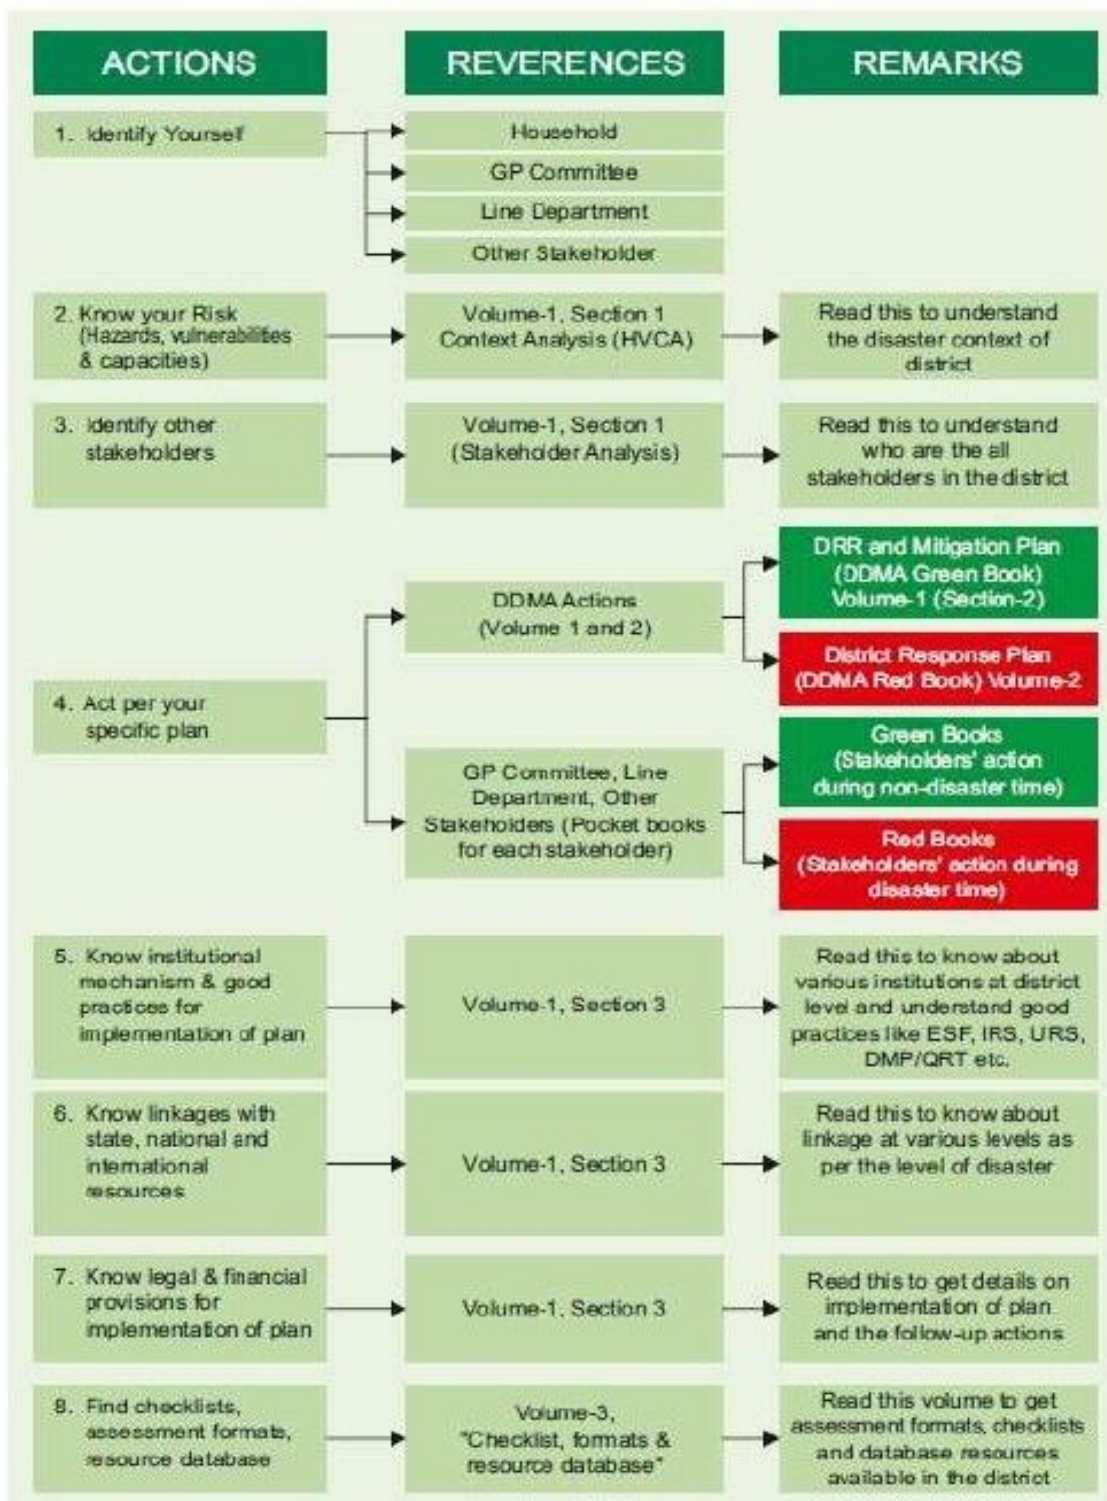 ACTIONS
REVERENCES
REMARKS
1. Identify Yourself
Household
GP Committee
Line Department
Other Stakeholder
2. Know your Risk
(Hazards, vulnerabilities
& capacities)
Volume-1, Section 1
Context Analysis (HVCA)
Read this to understand
the disaster context of
district
3. Identify other
stakeholders
Volume-1, Section 1
(Stakeholder Analysis)
Read this to understand
who are the all
stakeholders in the district
4. Act per your
specific plan
DDMA Actions
(Volume 1 and 2)
DRR and Mitigation Plan
(DDMA Green Book)
Volume-1 (Section-2)
District Response Plan
(DDMA Red Book) Volume-2
GP Committee, Line
Department, Other
Stakeholders (Pocket books
for each stakeholder)
Green Books
(Stakeholders' action
during non-disaster time)
Red Books
(Stakeholders' action during
disaster time)
5. Know institutional
mechanism & good
practices for
implementation of plan
Volume-1, Section 3
Read this to know about
various institutions at district
level and understand good
practices like ESF, IRS, URS,
DMP/QRT etc.
6. Know linkages with
state, national and
international
resources
Volume-1, Section 3
Read this to know about
linkage at various levels as
per the level of disaster
7. Know legal & financial
provisions for
implementation of plan
Volume-1, Section 3
Read this to get details on
implementation of plan
and the follow-up actions
8. Find checklists,
assessment formats,
resource database
Volume-3,
"Checklist, formats &
resource database"
Read this volume to get
assessment formats, checklists
and database resources
available in the district